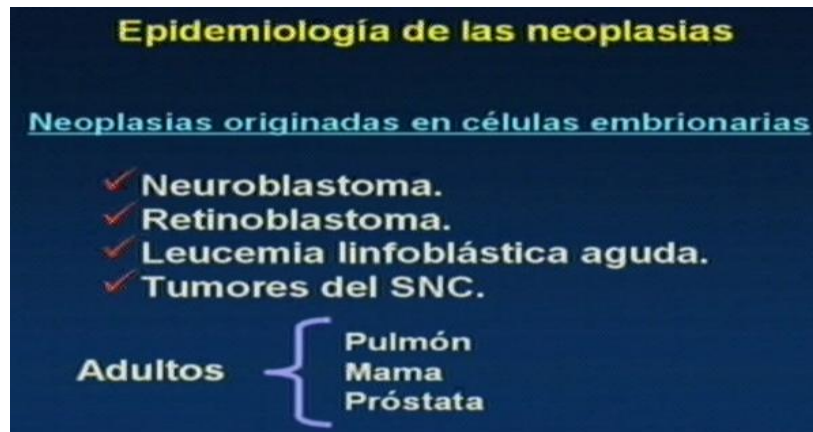 Epidemiología de las neoplasias
Neoplasias originadas en células embrionarias
Neuroblastoma.
Retinoblastoma.
Leucemia linfoblástica aguda.
Tumores del SNC.
Adultos
Pulmón
Mama
Próstata